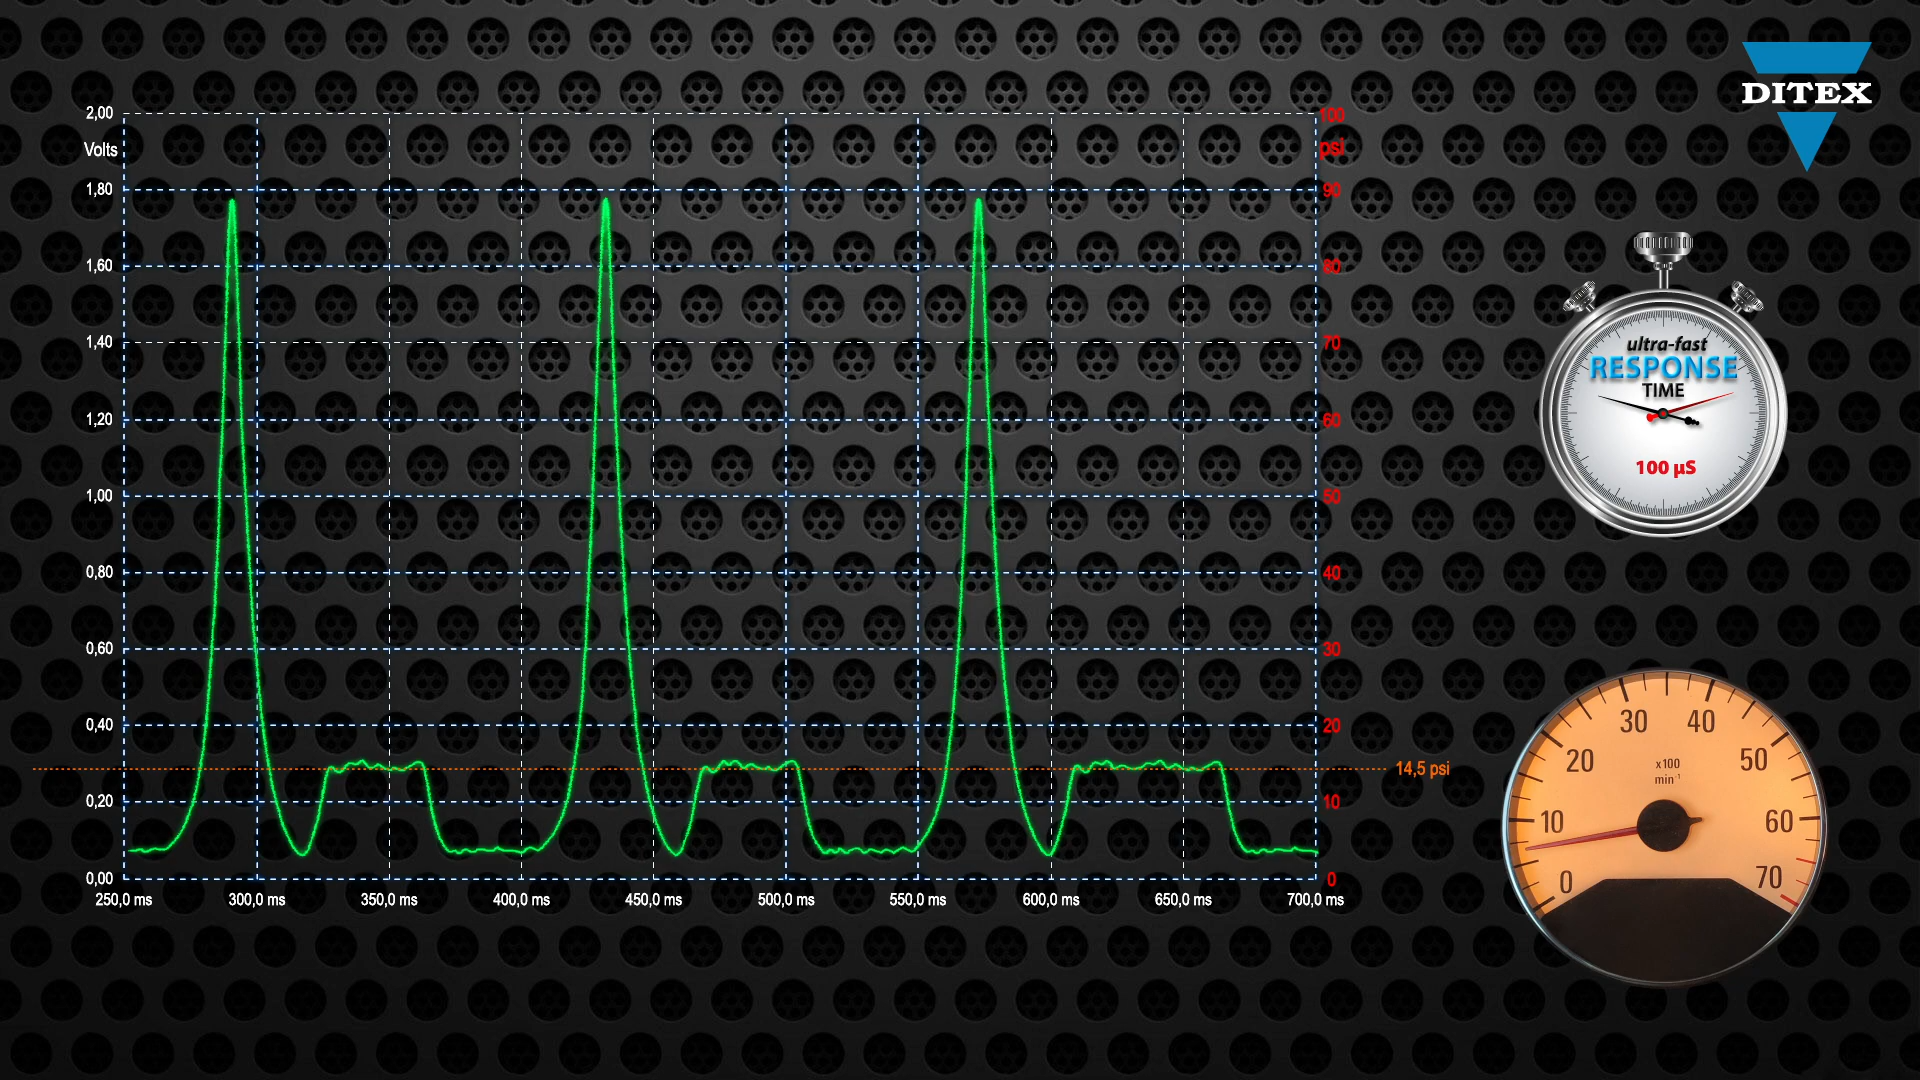 DITEX
2,00
Volts
1,80
1,60
1,40
1,20
1,00
0,80
0,60
0,40
0,20
0,00
250,0 ms
300,0 ms
350,0 ms
400,0 ms
450,0 ms
500,0 ms
550,0 ms
600,0 ms
650,0 ms
700,0 ms
100
psi
90
80
70
60
50
40
30
20
10
0
14,5 psi
ultra-fast
RESPONSE
TIME
100 µS
0
10
20
30
40
50
60
70
x100
min⁻¹